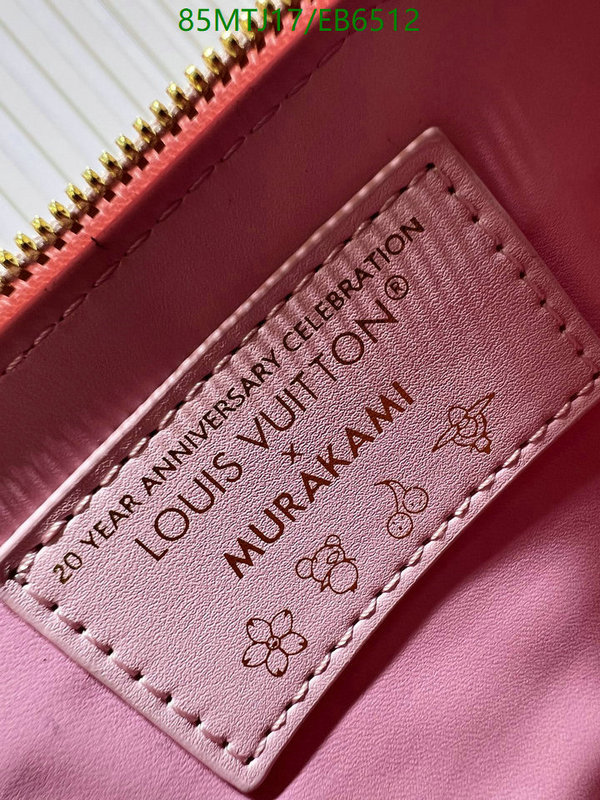 85MTJ17/EB6512
20 YEAR ANNIVERSARY CELEBRATION
LOUIS VUITTON®
×
MURAKAMI